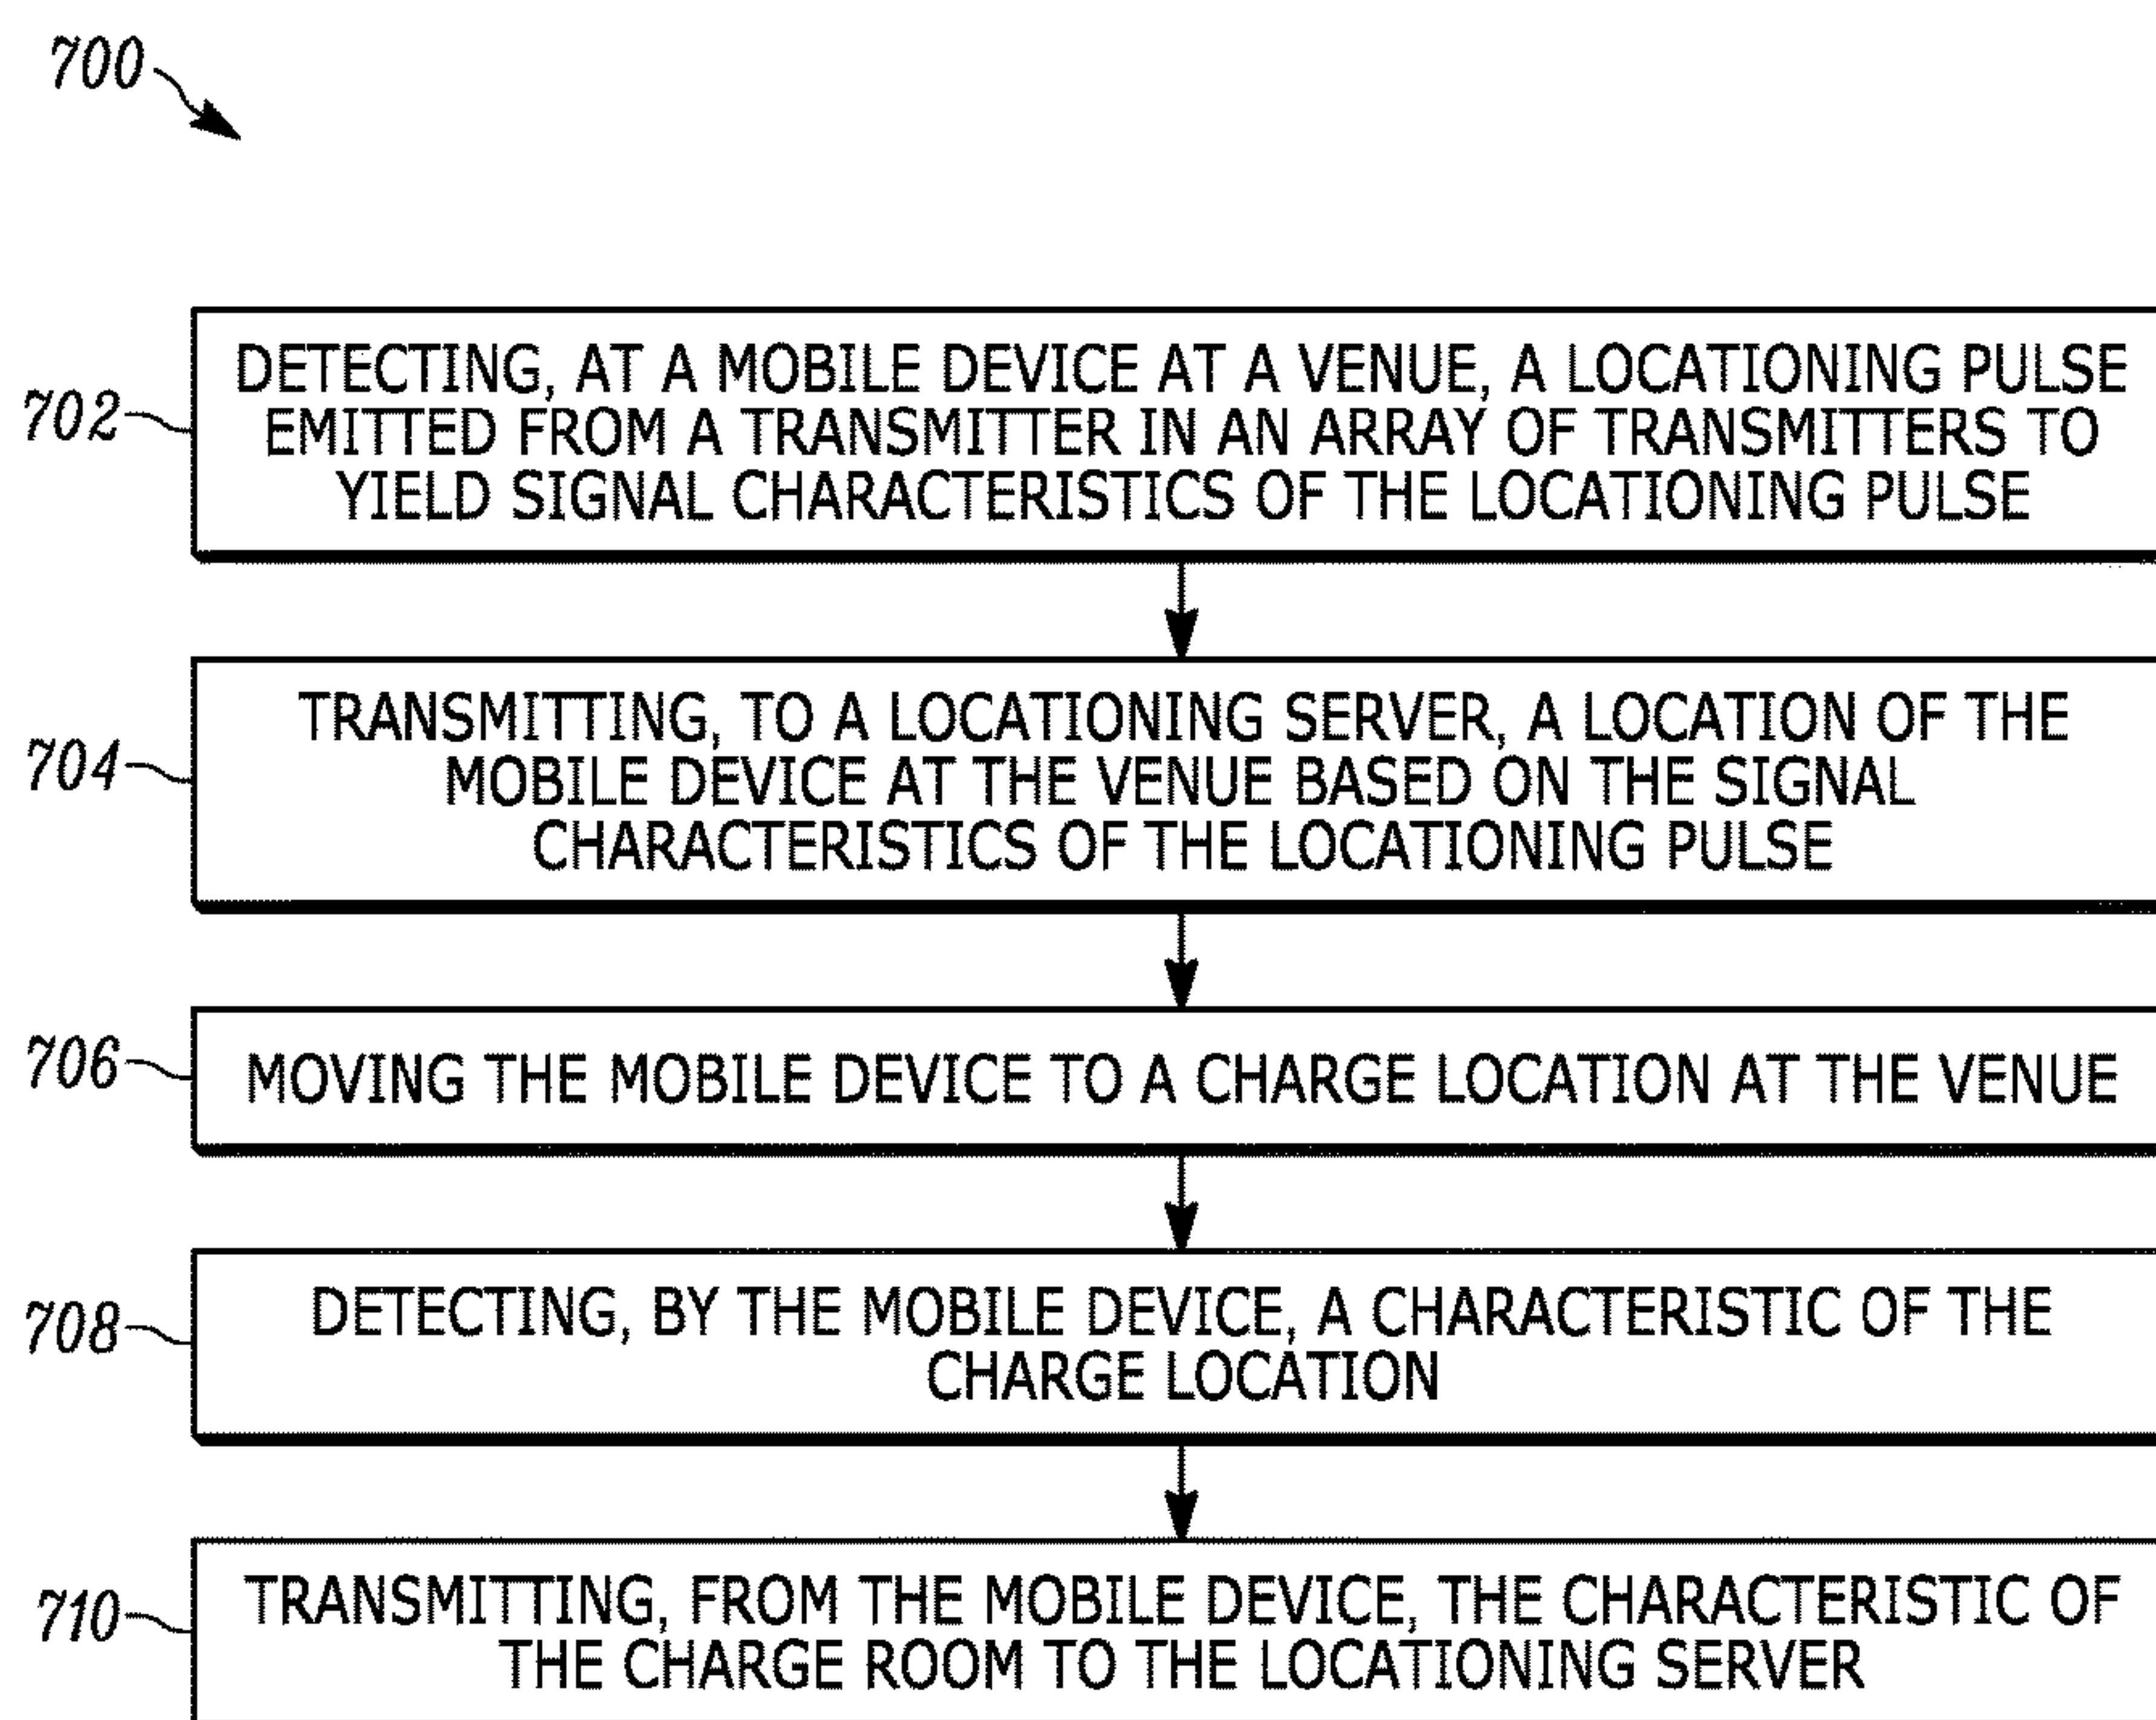 700
702
DETECTING, AT A MOBILE DEVICE AT A VENUE, A LOCATIONING PULSE
EMITTED FROM A TRANSMITTER IN AN ARRAY OF TRANSMITTERS TO
YIELD SIGNAL CHARACTERISTICS OF THE LOCATIONING PULSE
704
TRANSMITTING, TO A LOCATIONING SERVER, A LOCATION OF THE
MOBILE DEVICE AT THE VENUE BASED ON THE SIGNAL
CHARACTERISTICS OF THE LOCATIONING PULSE
706
MOVING THE MOBILE DEVICE TO A CHARGE LOCATION AT THE VENUE
708
DETECTING, BY THE MOBILE DEVICE, A CHARACTERISTIC OF THE
CHARGE LOCATION
710
TRANSMITTING, FROM THE MOBILE DEVICE, THE CHARACTERISTIC OF
THE CHARGE ROOM TO THE LOCATIONING SERVER